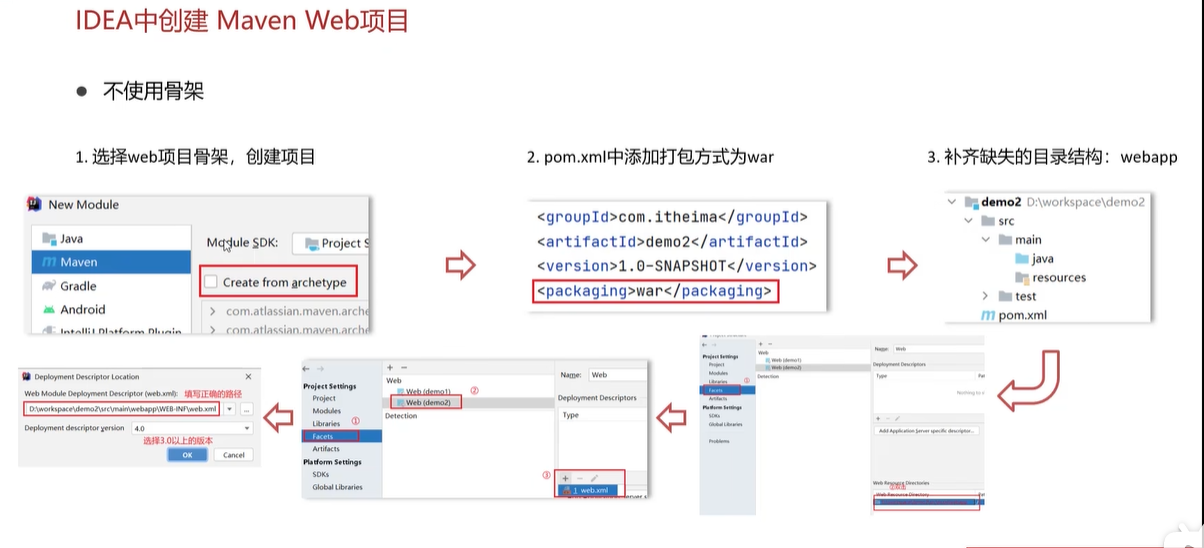 IDEA中创建 Maven Web项目
● 不使用骨架
1. 选择web项目骨架，创建项目
2. pom.xml中添加打包方式为war
3. 补齐缺失的目录结构：webapp
New Module
Java
Maven
Gradle
Android
IntelliJ Platform Plugin
Module SDK:
Project S
Create from archetype
com.atlassian.maven.arche
com.atlassian.maven.arche
<groupId>com.itheima</groupId>
<artifactId>demo2</artifactId>
<version>1.0-SNAPSHOT</version>
<packaging>war</packaging>
demo2 D:\workspace\demo2
src
main
java
resources
test
pom.xml
Project Settings
Project
Modules
Libraries ①
Facets
Artifacts
Platform Settings
SDKs
Global Libraries
Problems
Web
Web (demo1)
Web (demo2)
Detection
Name: Web
Deployment Descriptors
Type
Pat
Nothing to s
Add Application Server specific descriptor...
Web Resource Directories
Web Resource Directory
Project Settings
Project
Modules
Libraries ①
Facets
Artifacts
Platform Settings
SDKs
Global Libraries
Web
Web (demo1) ②
Web (demo2)
Detection
Name: Web
Deployment Descriptors
Type
③
1 web.xml
Deployment Descriptor Location
Web Module Deployment Descriptor (web.xml): 填写正确的路径
D:\workspace\demo2\src\main\webapp\WEB-INF\web.xml
Deployment descriptor version 4.0
选择3.0以上的版本
OK
Cancel